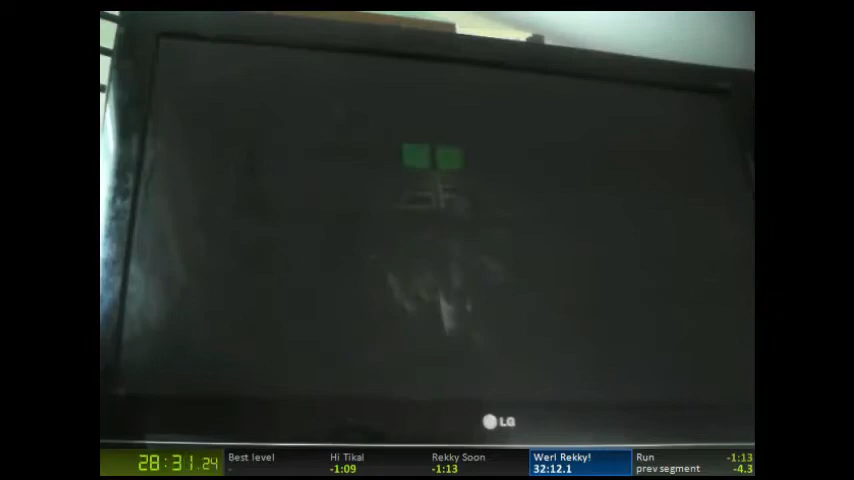 LG
28:31.24
Best level
-
Hi Tikal
-1:09
Rekky Soon
-1:13
Werl Rekky!
32:12.1
Run -1:13
prev segment -4.3